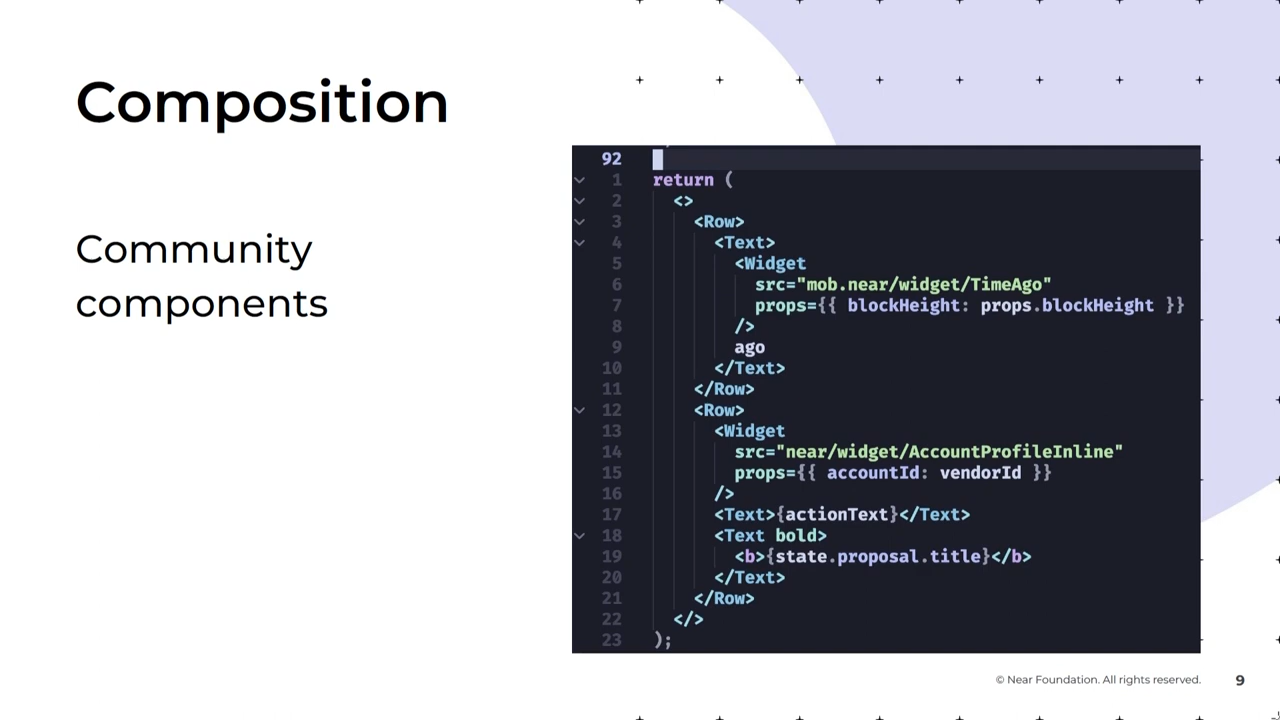 Composition
Community
components
92
1 return (
2 <>
3 <Row>
4 <Text>
5 <Widget
6 src="mob.near/widget/TimeAgo"
7 props={{ blockHeight: props.blockHeight }}
8 />
9 ago
10 </Text>
11 </Row>
12 <Row>
13 <Widget
14 src="near/widget/AccountProfileInline"
15 props={{ accountId: vendorId }}
16 />
17 <Text>{actionText}</Text>
18 <Text bold>
19 <b>{state.proposal.title}</b>
20 </Text>
21 </Row>
22 </>
23 );
© Near Foundation. All rights reserved. 9